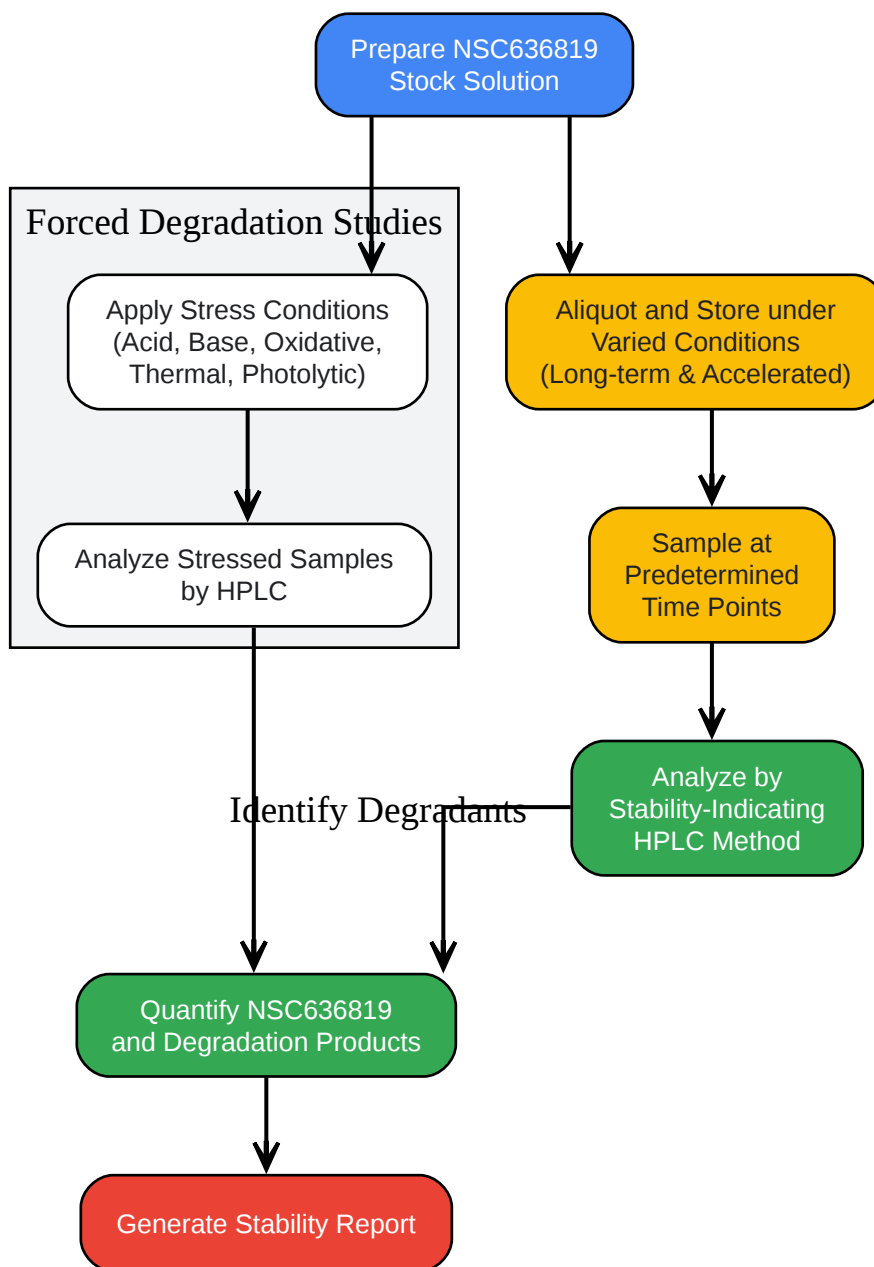 Prepare NSC636819
Stock Solution
Forced Degradation Studies
Apply Stress Conditions
(Acid, Base, Oxidative,
Thermal, Photolytic)
Aliquot and Store under
Varied Conditions
(Long-term & Accelerated)
Analyze Stressed Samples
by HPLC
Sample at
Predetermined
Time Points
Identify Degradants
Analyze by
Stability-Indicating
HPLC Method
Quantify NSC636819
and Degradation Products
Generate Stability Report